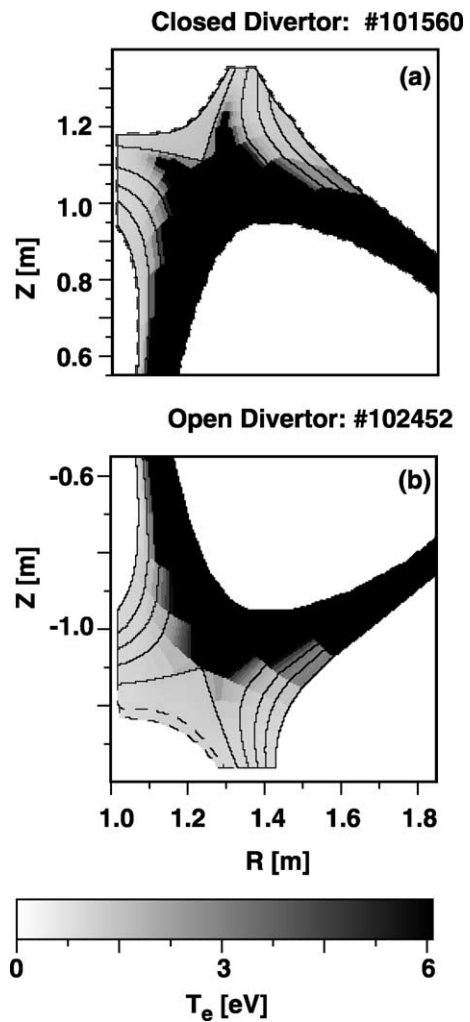 Closed Divertor: #101560
(a)
1.2
1.0
0.8
0.6
Z [m]
Open Divertor: #102452
(b)
-0.6
-1.0
Z [m]
1.0 1.2 1.4 1.6 1.8
R [m]
0 3 6
T_e [eV]